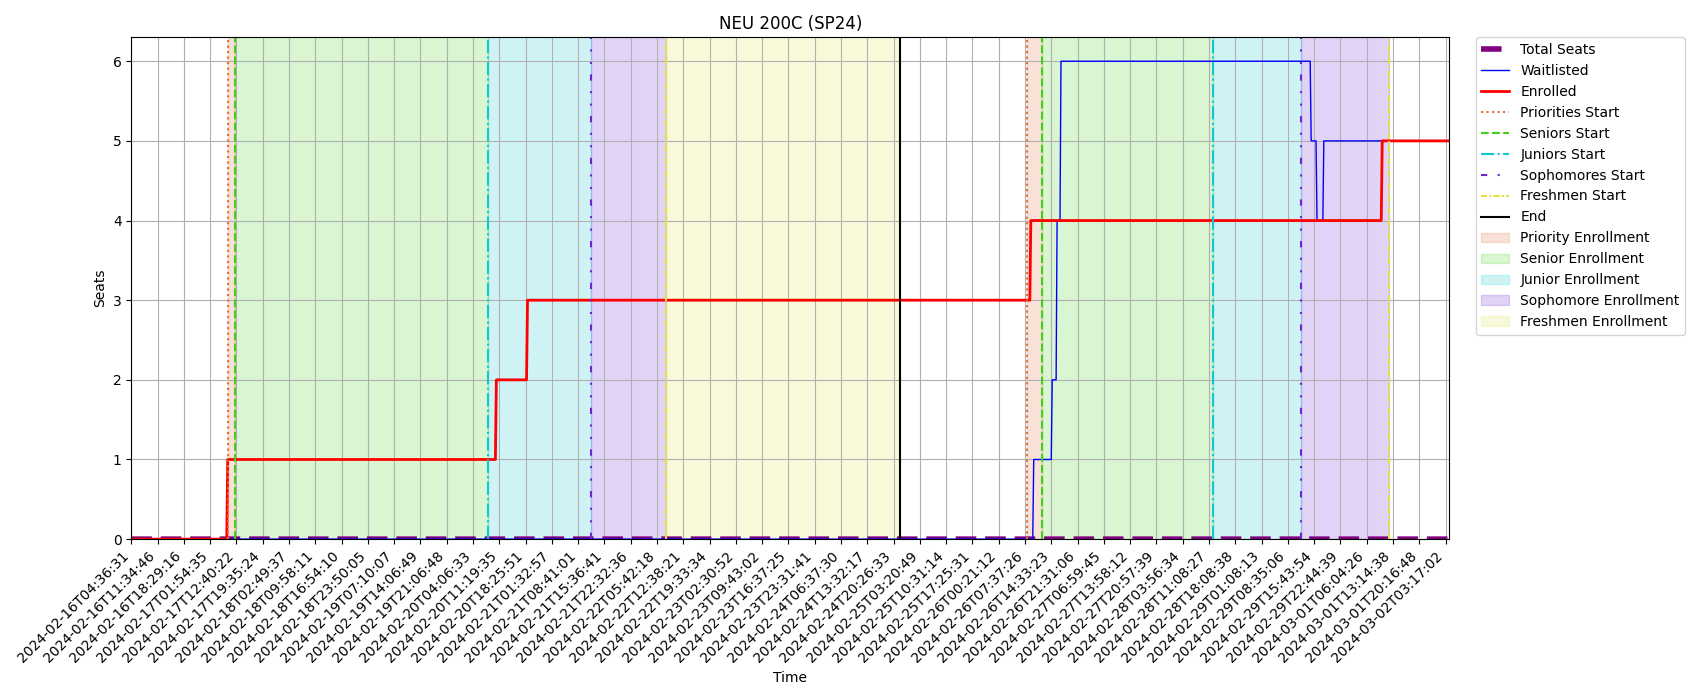 NEU 200C (SP24)
Total Seats
Waitlisted
Enrolled
Priorities Start
Seniors Start
Juniors Start
Sophomores Start
Freshmen Start
End
Priority Enrollment
Senior Enrollment
Junior Enrollment
Sophomore Enrollment
Freshmen Enrollment
Seats
6
5
4
3
2
1
0
2024-02-16T04:36:31
2024-02-16T11:34:46
2024-02-16T18:29:16
2024-02-17T01:54:35
2024-02-17T12:40:22
2024-02-17T19:35:24
2024-02-18T02:49:37
2024-02-18T09:58:11
2024-02-18T16:54:10
2024-02-18T23:50:05
2024-02-19T07:10:07
2024-02-19T14:06:49
2024-02-19T21:06:48
2024-02-20T04:06:33
2024-02-20T11:19:35
2024-02-20T18:25:51
2024-02-21T01:32:57
2024-02-21T08:41:01
2024-02-21T15:36:41
2024-02-21T22:32:36
2024-02-22T05:42:18
2024-02-22T12:38:21
2024-02-22T19:33:34
2024-02-23T02:30:52
2024-02-23T09:43:02
2024-02-23T16:37:25
2024-02-23T23:31:41
2024-02-24T06:37:30
2024-02-24T13:32:17
2024-02-24T20:26:33
2024-02-25T03:20:49
2024-02-25T10:31:14
2024-02-25T17:25:31
2024-02-26T00:21:12
2024-02-26T07:37:26
2024-02-26T14:33:23
2024-02-26T21:31:06
2024-02-27T06:59:45
2024-02-27T13:58:12
2024-02-27T20:57:39
2024-02-28T03:56:34
2024-02-28T11:08:27
2024-02-28T18:08:38
2024-02-29T01:08:13
2024-02-29T08:35:06
2024-02-29T15:43:54
2024-02-29T22:44:39
2024-03-01T06:04:26
2024-03-01T13:14:38
2024-03-01T20:16:48
2024-03-02T03:17:02
Time